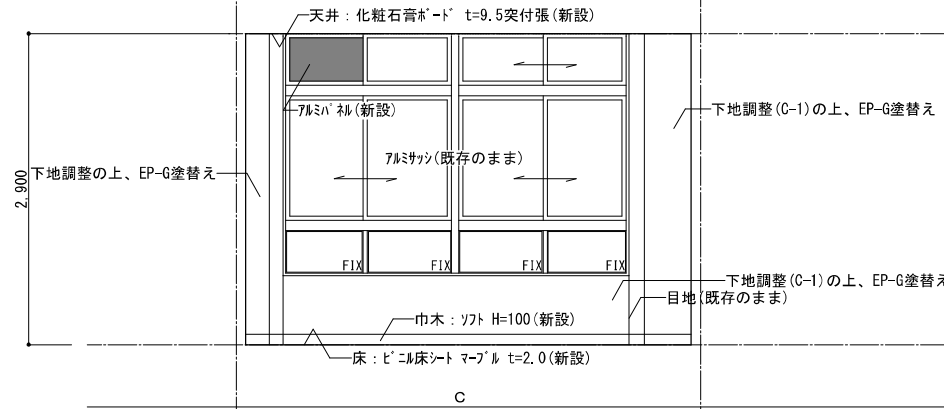 天井：化粧石膏ﾎﾞｰﾄﾞ t=9.5突付張(新設)
ｱﾙﾐﾊﾟﾈﾙ(新設)
下地調整(C-1)の上、EP-G塗替え
ｱﾙﾐｻｯｼ(既存のまま)
下地調整の上、EP-G塗替え
2,900
FIX
FIX
FIX
FIX
下地調整(C-1)の上、EP-G塗替え
目地(既存のまま)
巾木：ｿﾌﾄ H=100(新設)
床：ﾋﾞﾆﾙ床ｼｰﾄ ﾏｰﾌﾞﾙ t=2.0(新設)
C